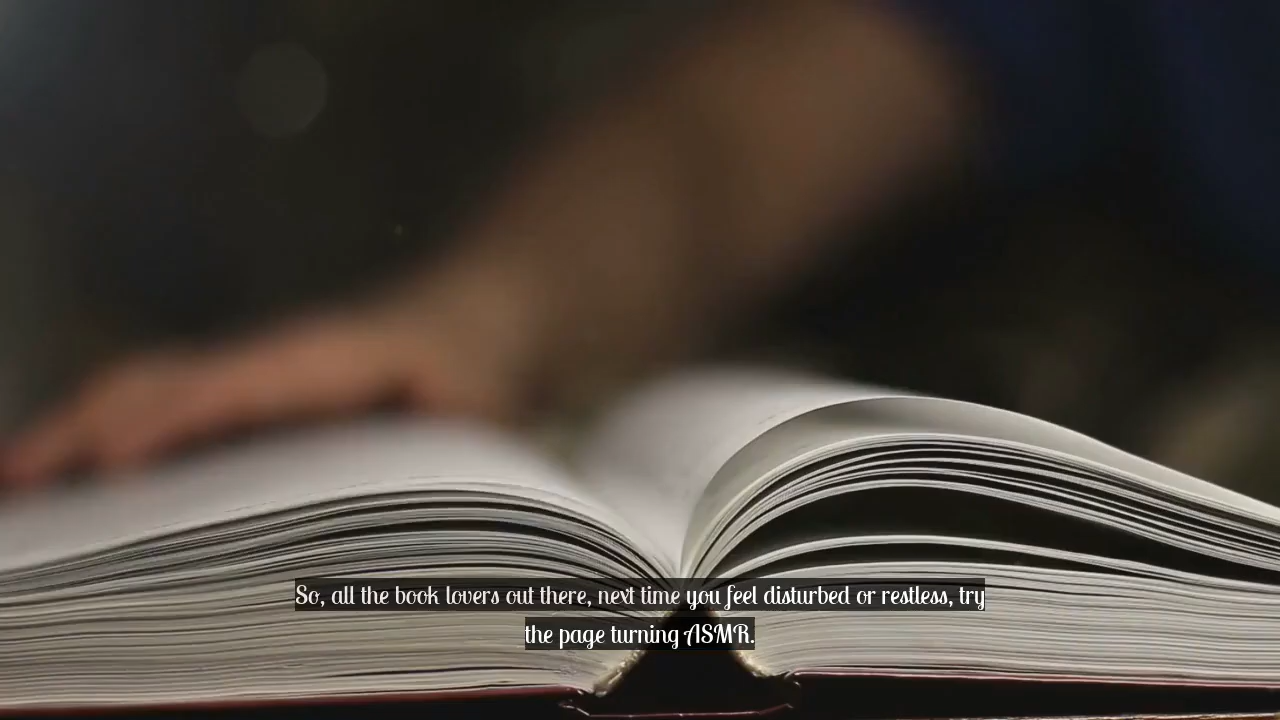 So, all the book lovers out there, next time you feel disturbed or restless, try
the page turning ASMR.